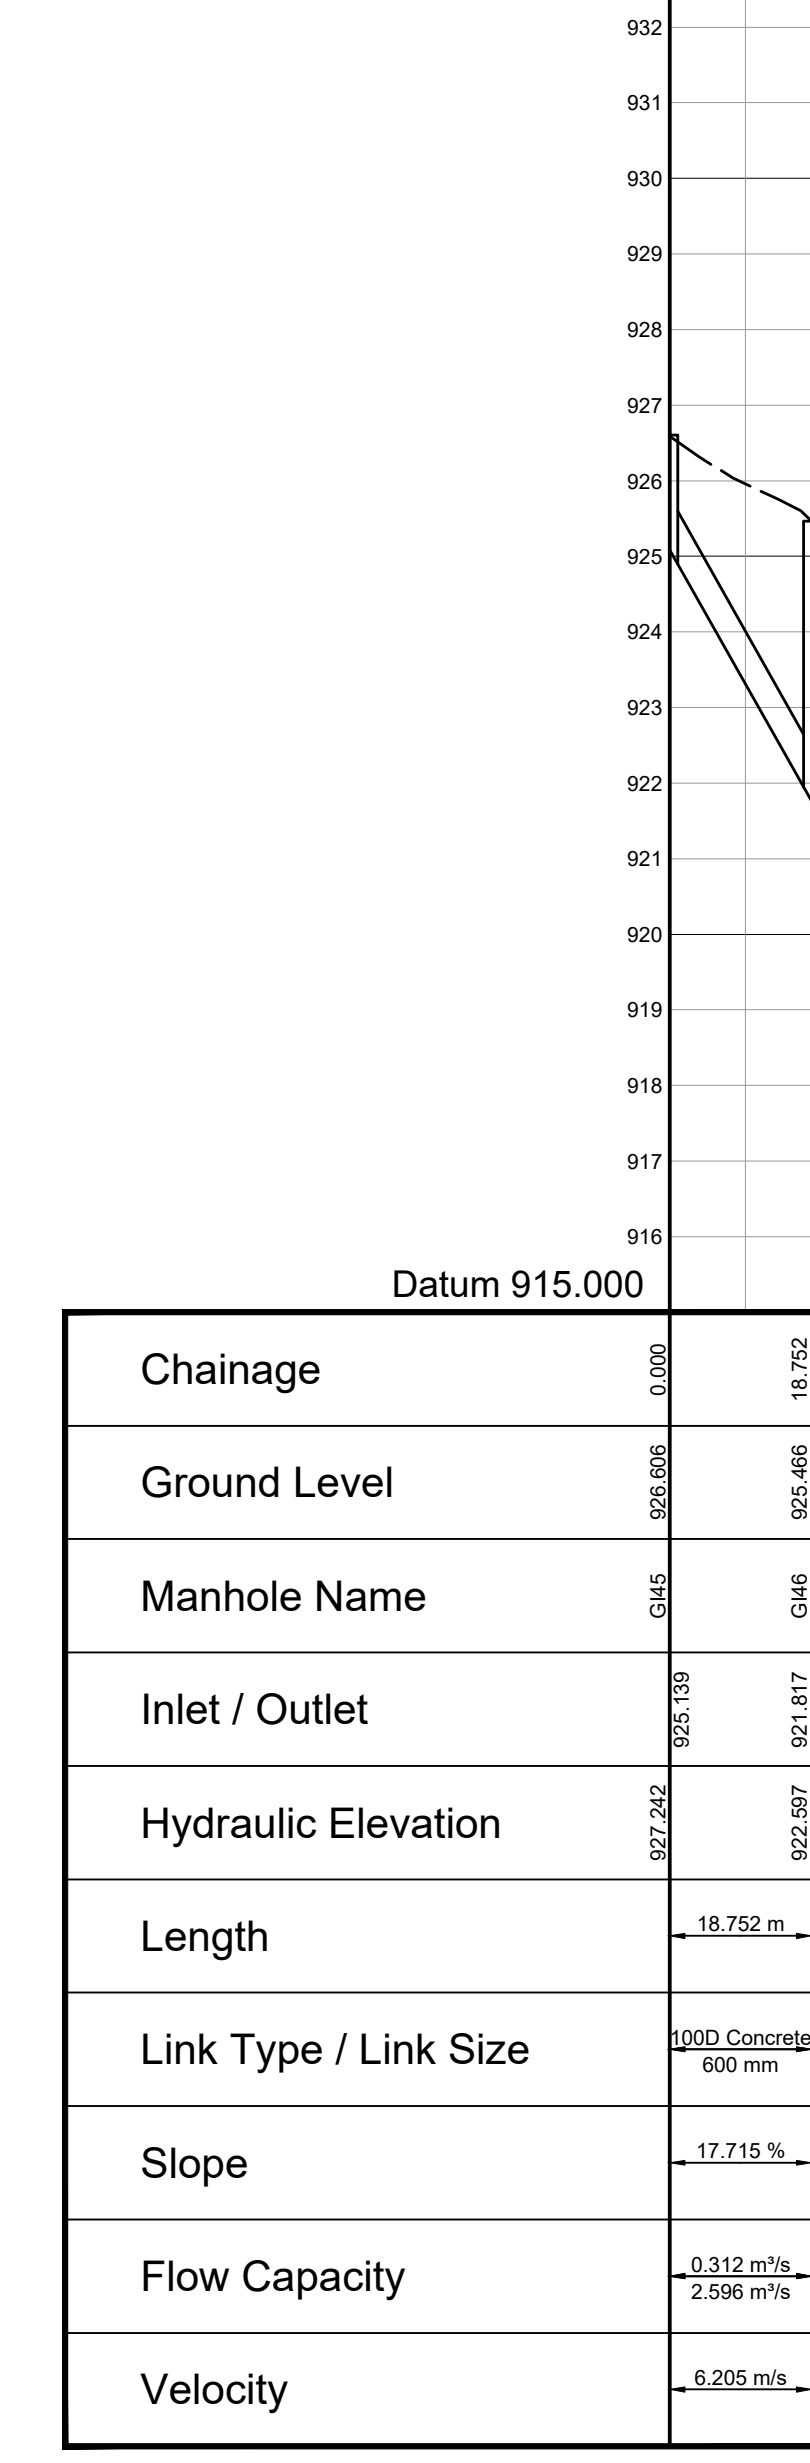 932
931
930
929
928
927
926
925
924
923
922
921
920
919
918
917
916
Datum 915.000
Chainage 0.000 18.752
Ground Level 926.606 925.466
Manhole Name GI45 GI46
Inlet / Outlet 925.139 921.817
Hydraulic Elevation 927.242 922.597
Length 18.752 m
Link Type / Link Size 100D Concrete
600 mm
Slope 17.715 %
Flow Capacity 0.312 m³/s
2.596 m³/s
Velocity 6.205 m/s